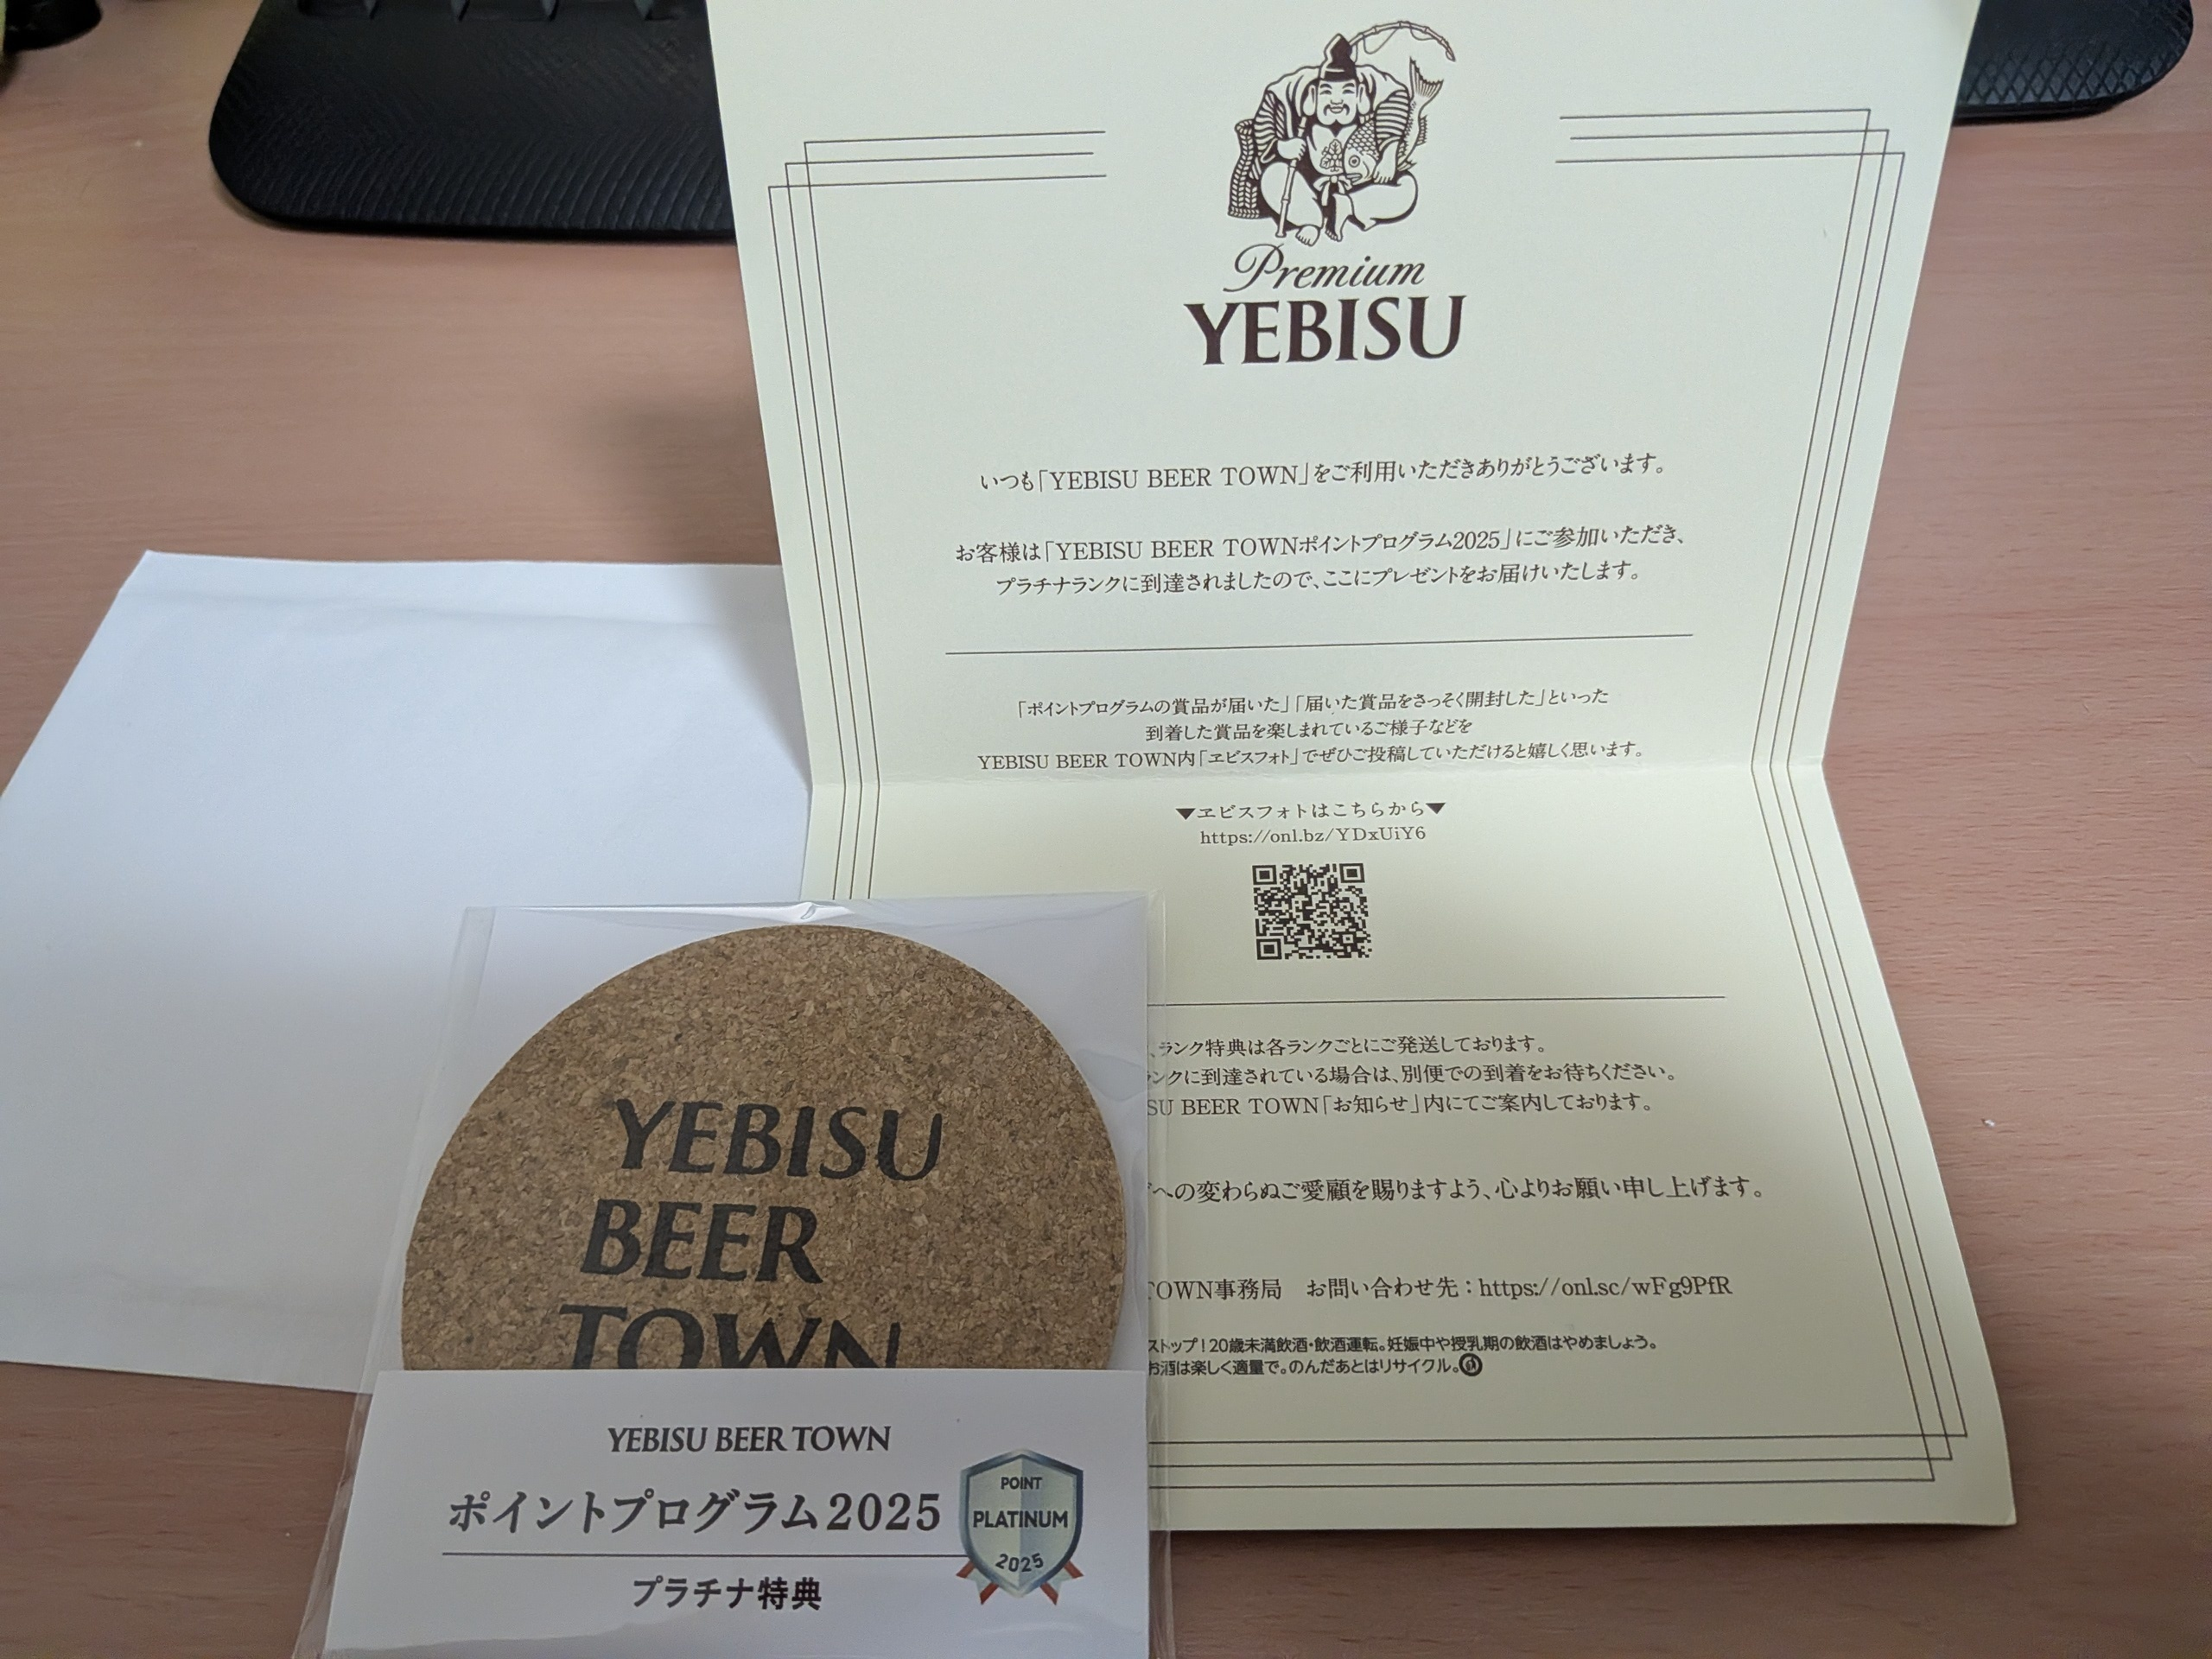 Premium
YEBISU
いつも「YEBISU BEER TOWN」をご利用いただきありがとうございます。
お客様は「YEBISU BEER TOWNポイントプログラム2025」にご参加いただき、
プラチナランクに到達されましたので、ここにプレゼントをお届けいたします。
「ポイントプログラムの賞品が届いた」「届いた賞品をさっそく開封した」といった
到着した賞品を楽しまれているご様子などを
YEBISU BEER TOWN内「ヱビスフォト」でぜひご投稿していただけると嬉しく思います。
▼ヱビスフォトはこちらから▼
https://onl.bz/YDxUiY6
、ランク特典は各ランクごとにご発送しております。
ンクに到達されている場合は、別便での到着をお待ちください。
SU BEER TOWN「お知らせ」内にてご案内しております。
への変わらぬご愛顧を賜りますよう、心よりお願い申し上げます。
TOWN事務局 お問い合わせ先：https://onl.sc/wFg9PfR
ストップ！20歳未満飲酒・飲酒運転。妊娠中や授乳期の飲酒はやめましょう。
お酒は楽しく適量で。のんだあとはリサイクル。
YEBISU
BEER
TOWN
YEBISU BEER TOWN
ポイントプログラム2025
プラチナ特典
POINT
PLATINUM
2025